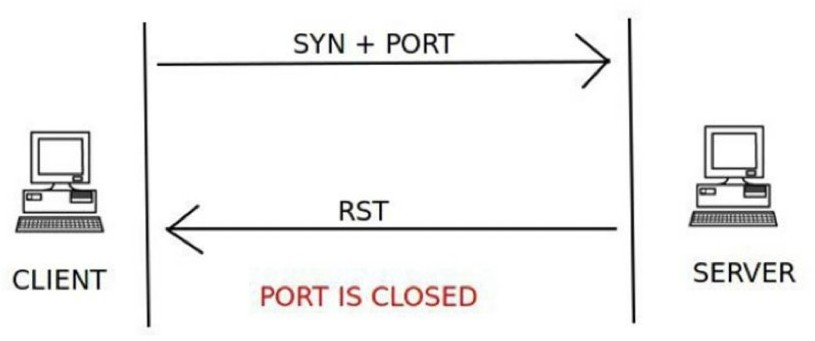 SYN + PORT
RST
CLIENT
SERVER
PORT IS CLOSED